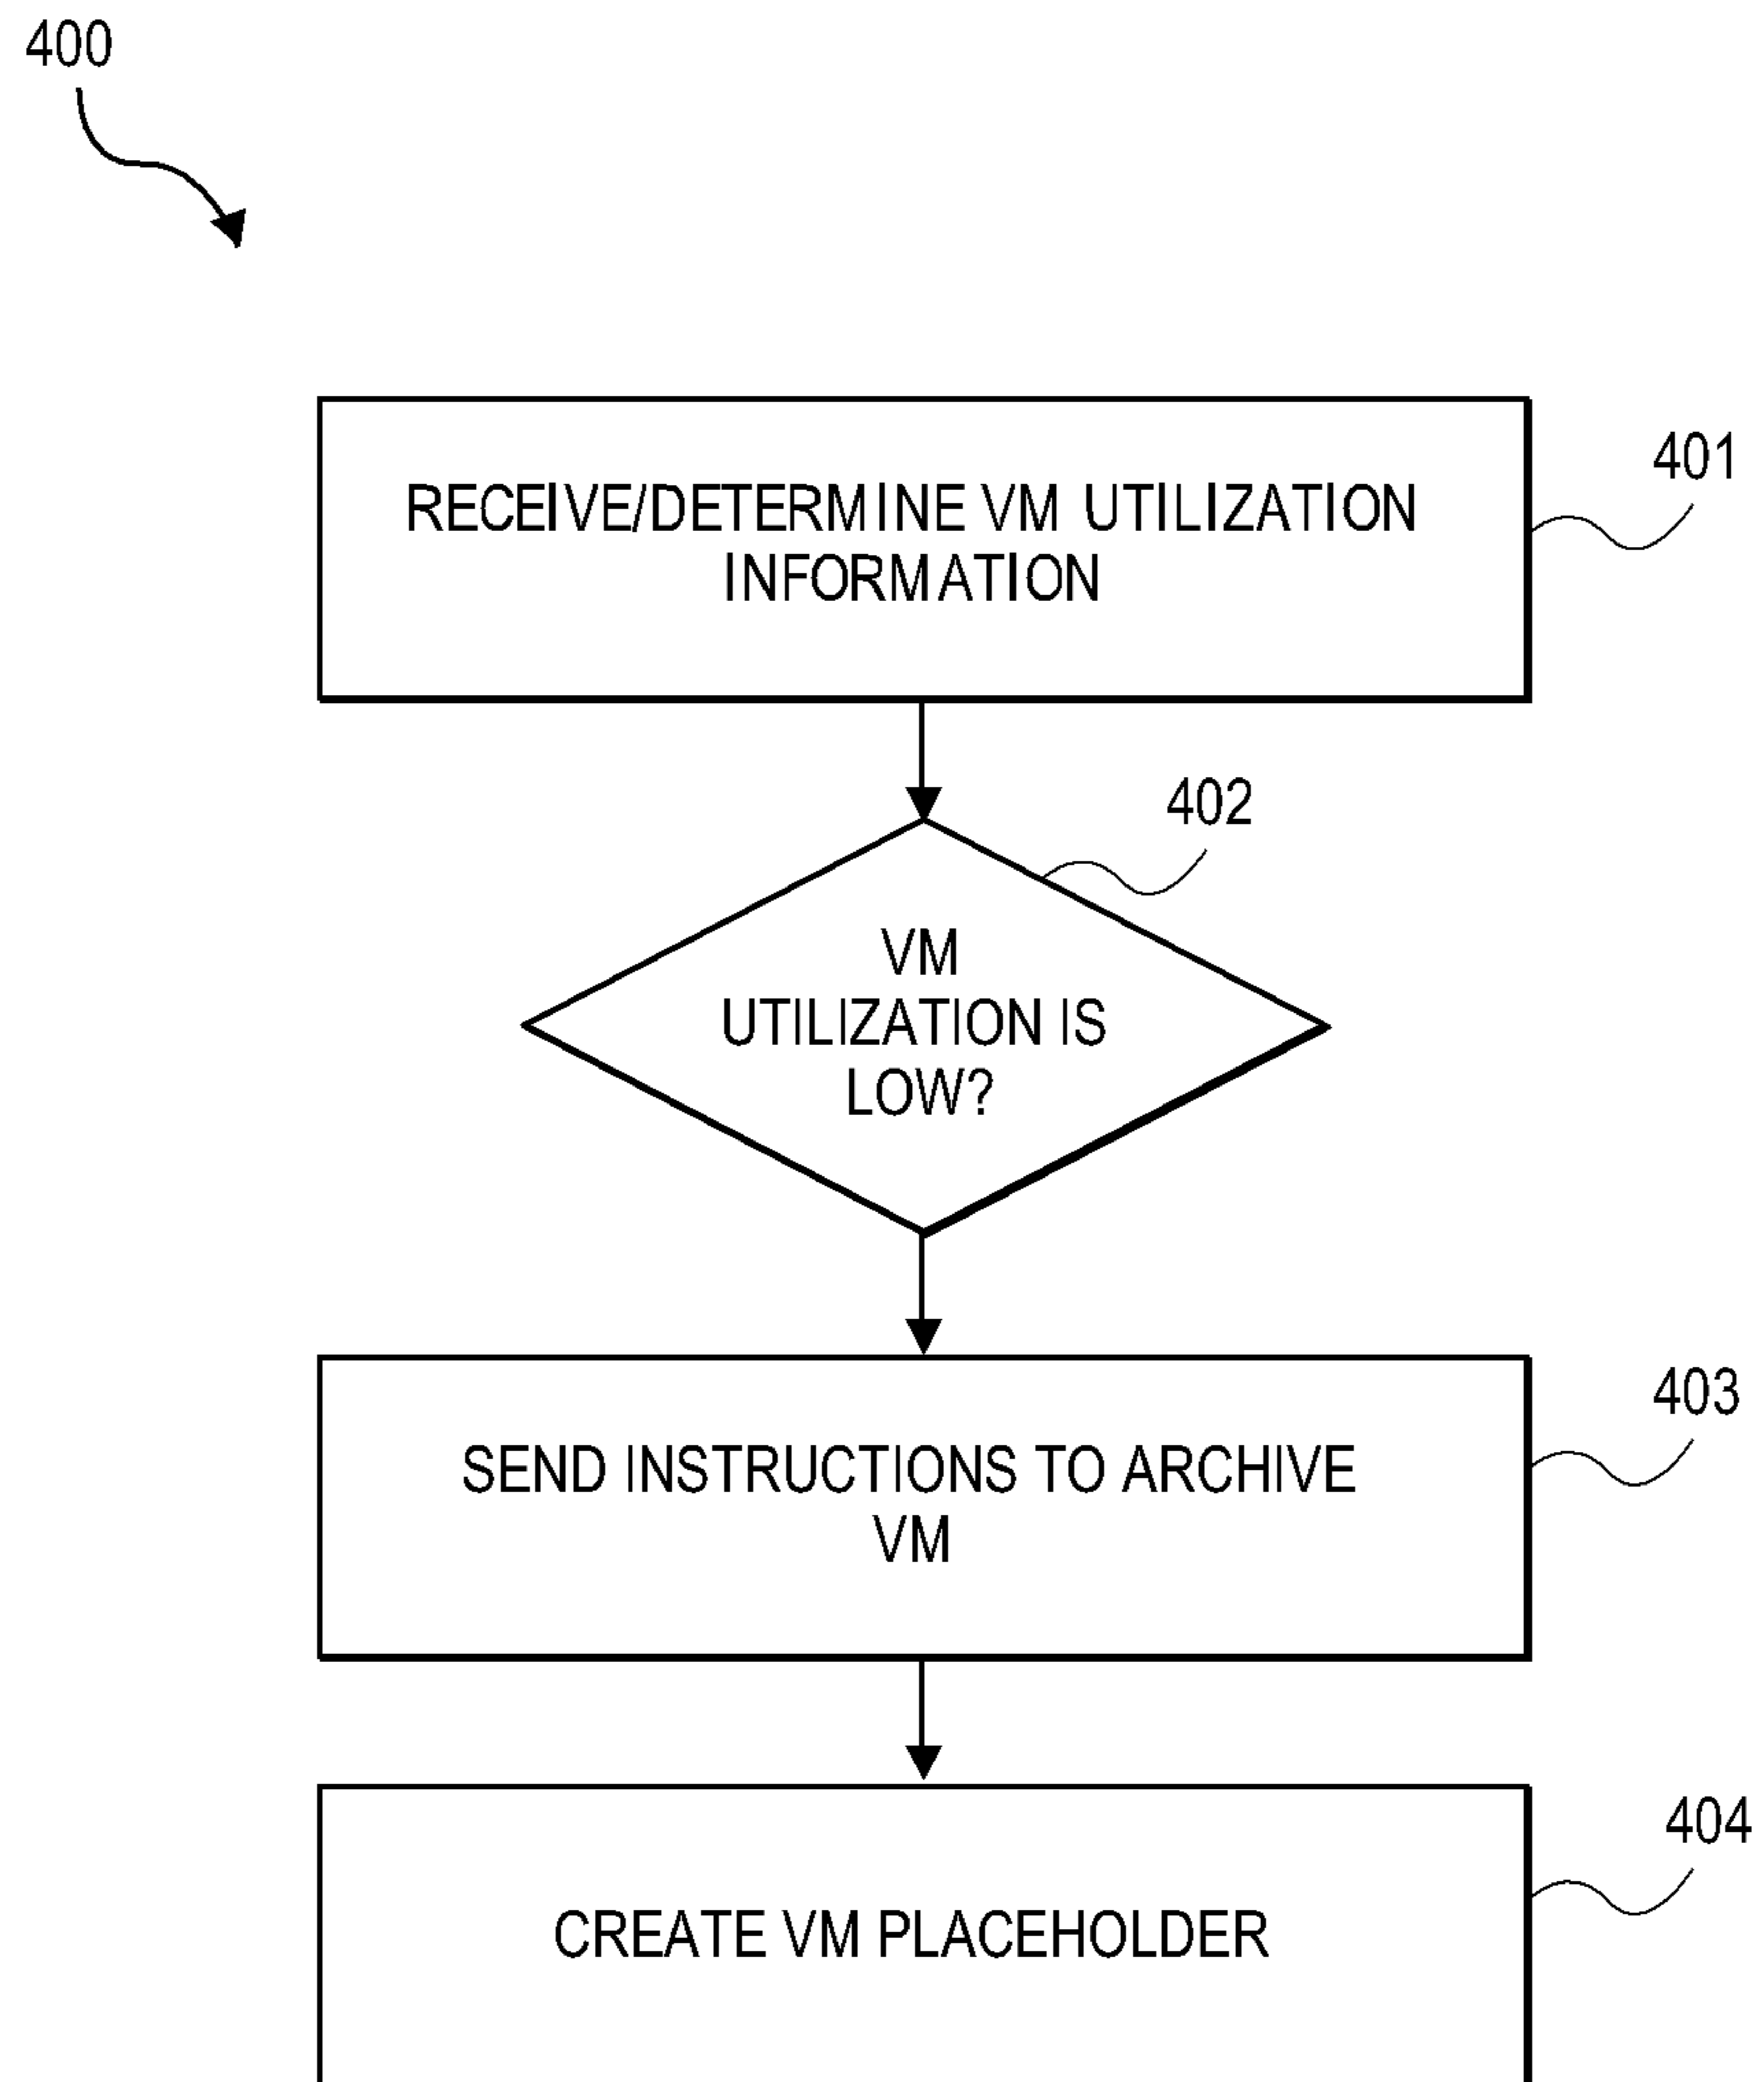 400
RECEIVE/DETERMINE VM UTILIZATION
INFORMATION
401
402
VM
UTILIZATION IS
LOW?
SEND INSTRUCTIONS TO ARCHIVE
VM
403
CREATE VM PLACEHOLDER
404